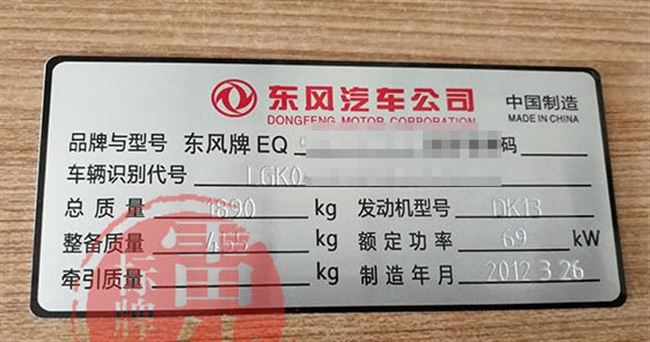 东风汽车公司
DONGFENG MOTOR CORPORATION
中国制造
MADE IN CHINA
品牌与型号 东风牌 EQ 码
车辆识别代号 LGK0
总质量 1890 kg 发动机型号 DK13
整备质量 455 kg 额定功率 69 kW
牵引质量 kg 制造年月 2012 3 26